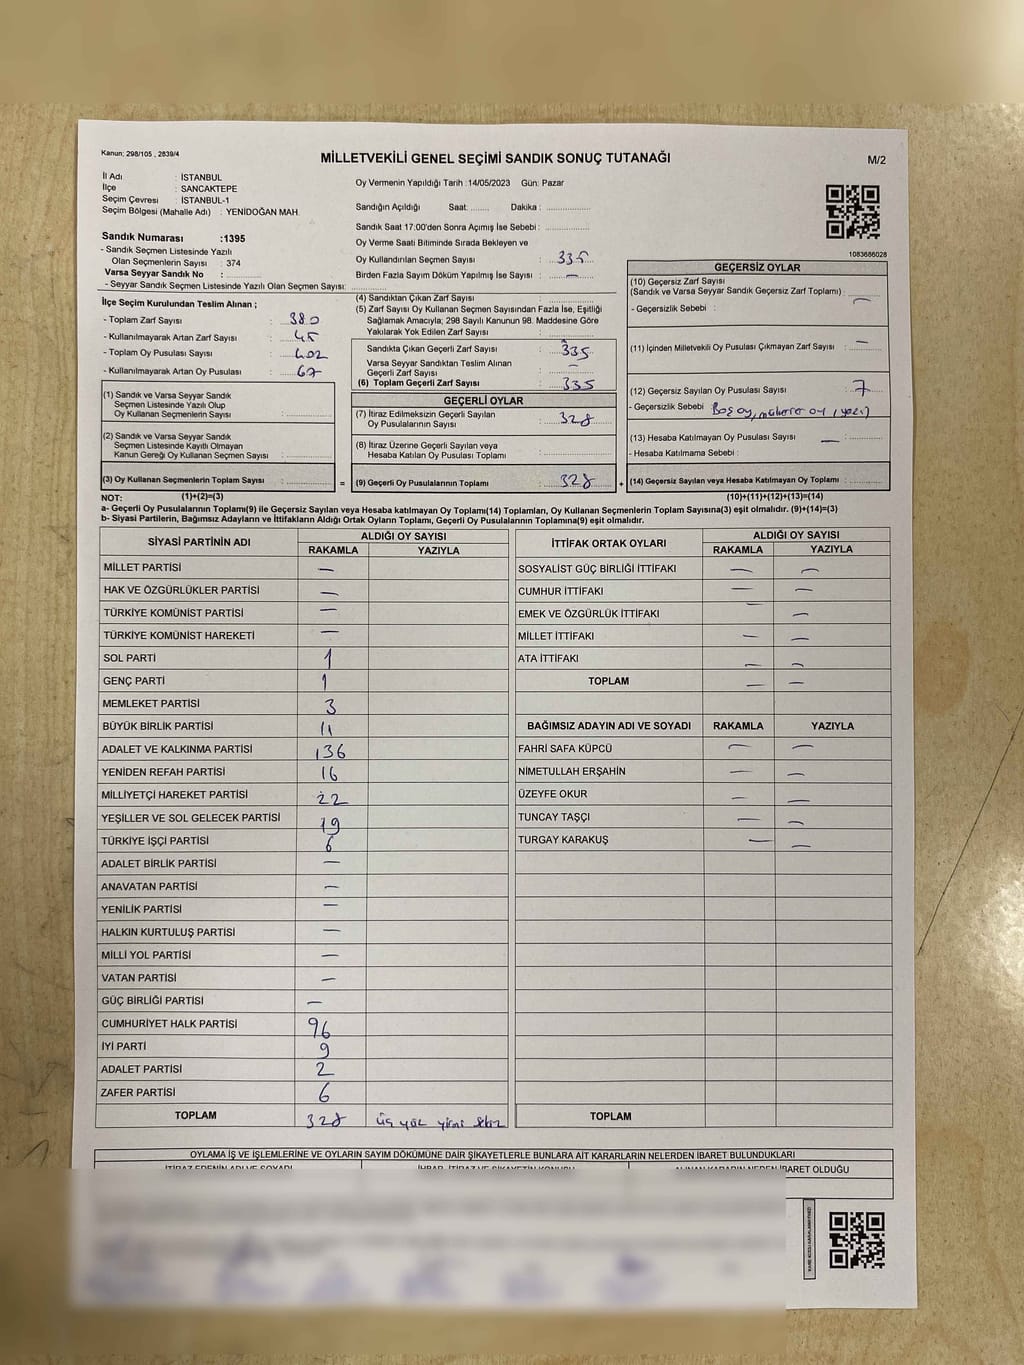 Kanun; 298/105 , 2839/4
MİLLETVEKİLİ GENEL SEÇİMİ SANDIK SONUÇ TUTANAĞI
M/2
İl Adı : İSTANBUL
İlçe : SANCAKTEPE
Seçim Çevresi : İSTANBUL-1
Seçim Bölgesi (Mahalle Adı) : YENİDOĞAN MAH.
Sandık Numarası :1395
- Sandık Seçmen Listesinde Yazılı
Olan Seçmenlerin Sayısı : 374
Varsa Seyyar Sandık No :
- Seyyar Sandık Seçmen Listesinde Yazılı Olan Seçmen Sayısı:
Oy Vermenin Yapıldığı Tarih :14/05/2023 Gün: Pazar
Sandığın Açıldığı Saat: Dakika :
Sandık Saat 17:00'den Sonra Açımış İse Sebebi :
Oy Verme Saati Bitiminde Sırada Bekleyen ve
Oy Kullandırılan Seçmen Sayısı : 335
Birden Fazla Sayım Döküm Yapılmış İse Sayısı : —
1083686028
İlçe Seçim Kurulundan Teslim Alınan ;
- Toplam Zarf Sayısı : 380
- Kullanılmayarak Artan Zarf Sayısı : 45
- Toplam Oy Pusulası Sayısı : 402
- Kullanılmayarak Artan Oy Pusulası : 67
(1) Sandık ve Varsa Seyyar Sandık
Seçmen Listesinde Yazılı Olup
Oy Kullanan Seçmenlerin Sayısı :
(2) Sandık ve Varsa Seyyar Sandık
Seçmen Listesinde Kayıtlı Olmayan
Kanun Gereği Oy Kullanan Seçmen Sayısı :
(3) Oy Kullanan Seçmenlerin Toplam Sayısı : =
(4) Sandıktan Çıkan Zarf Sayısı :
(5) Zarf Sayısı Oy Kullanan Seçmen Sayısından Fazla İse, Eşitliği
Sağlamak Amacıyla; 298 Sayılı Kanunun 98. Maddesine Göre
Yakılarak Yok Edilen Zarf Sayısı :
Sandıkta Çıkan Geçerli Zarf Sayısı : 335
Varsa Seyyar Sandıktan Teslim Alınan
Geçerli Zarf Sayısı : —
(6) Toplam Geçerli Zarf Sayısı : 335
GEÇERLİ OYLAR
(7) İtiraz Edilmeksizin Geçerli Sayılan
Oy Pusulalarının Sayısı : 328
(8) İtiraz Üzerine Geçerli Sayılan veya
Hesaba Katılan Oy Pusulası Toplamı :
(9) Geçerli Oy Pusulalarının Toplamı : 328 +
GEÇERSİZ OYLAR
(10) Geçersiz Zarf Sayısı
(Sandık ve Varsa Seyyar Sandık Geçersiz Zarf Toplamı) : —
- Geçersizlik Sebebi :
(11) İçinden Milletvekili Oy Pusulası Çıkmayan Zarf Sayısı : —
(12) Geçersiz Sayılan Oy Pusulası Sayısı : 7
- Geçersizlik Sebebi : Boş oy,
(13) Hesaba Katılmayan Oy Pusulası Sayısı : —
- Hesaba Katılmama Sebebi :
(14) Geçersiz Sayılan veya Hesaba Katılmayan Oy Toplamı :
NOT: (1)+(2)=(3) (10)+(11)+(12)+(13)=(14)
a- Geçerli Oy Pusulalarının Toplamı(9) ile Geçersiz Sayılan veya Hesaba katılmayan Oy Toplamı(14) Toplamları, Oy Kullanan Seçmenlerin Toplam Sayısına(3) eşit olmalıdır. (9)+(14)=(3)
b- Siyasi Partilerin, Bağımsız Adayların ve İttifakların Aldığı Ortak Oyların Toplamı, Geçerli Oy Pusulalarının Toplamına(9) eşit olmalıdır.
SİYASİ PARTİNİN ADI ALDIĞI OY SAYISI
RAKAMLA YAZIYLA
MİLLET PARTİSİ —
HAK VE ÖZGÜRLÜKLER PARTİSİ —
TÜRKİYE KOMÜNİST PARTİSİ —
TÜRKİYE KOMÜNİST HAREKETİ —
SOL PARTİ 1
GENÇ PARTİ 1
MEMLEKET PARTİSİ 3
BÜYÜK BİRLİK PARTİSİ 11
ADALET VE KALKINMA PARTİSİ 136
YENİDEN REFAH PARTİSİ 16
MİLLİYETÇİ HAREKET PARTİSİ 22
YEŞİLLER VE SOL GELECEK PARTİSİ 19
TÜRKİYE İŞÇİ PARTİSİ 6
ADALET BİRLİK PARTİSİ —
ANAVATAN PARTİSİ —
YENİLİK PARTİSİ —
HALKIN KURTULUŞ PARTİSİ —
MİLLİ YOL PARTİSİ —
VATAN PARTİSİ —
GÜÇ BİRLİĞİ PARTİSİ —
CUMHURİYET HALK PARTİSİ 96
İYİ PARTİ 9
ADALET PARTİSİ 2
ZAFER PARTİSİ 6
TOPLAM 328 üç yüz yirmi sekiz
İTTİFAK ORTAK OYLARI ALDIĞI OY SAYISI
RAKAMLA YAZIYLA
SOSYALİST GÜÇ BİRLİĞİ İTTİFAKI — —
CUMHUR İTTİFAKI — —
EMEK VE ÖZGÜRLÜK İTTİFAKI — —
MİLLET İTTİFAKI — —
ATA İTTİFAKI — —
TOPLAM — —
BAĞIMSIZ ADAYIN ADI VE SOYADI RAKAMLA YAZIYLA
FAHRİ SAFA KÜPCÜ — —
NİMETULLAH ERŞAHİN — —
ÜZEYFE OKUR — —
TUNCAY TAŞÇI — —
TURGAY KARAKUŞ — —
TOPLAM
OYLAMA İŞ VE İŞLEMLERİNE VE OYLARIN SAYIM DÖKÜMÜNE DAİR ŞİKAYETLERLE BUNLARA AİT KARARLARIN NELERDEN İBARET BULUNDUKLARI
İTİRAZ EDENİN ADI VE SOYADI
İBARET OLDUĞU